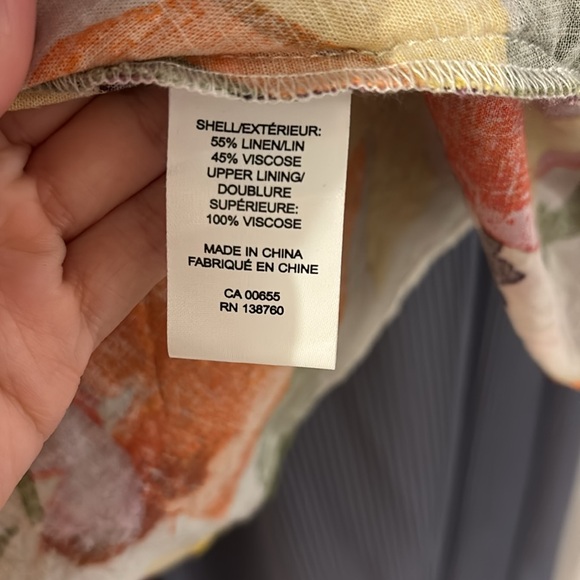 SHELL/EXTÉRIEUR:
55% LINEN/LIN
45% VISCOSE
UPPER LINING/
DOUBLURE
SUPÉRIEURE:
100% VISCOSE
MADE IN CHINA
FABRIQUÉ EN CHINE
CA 00655
RN 138760